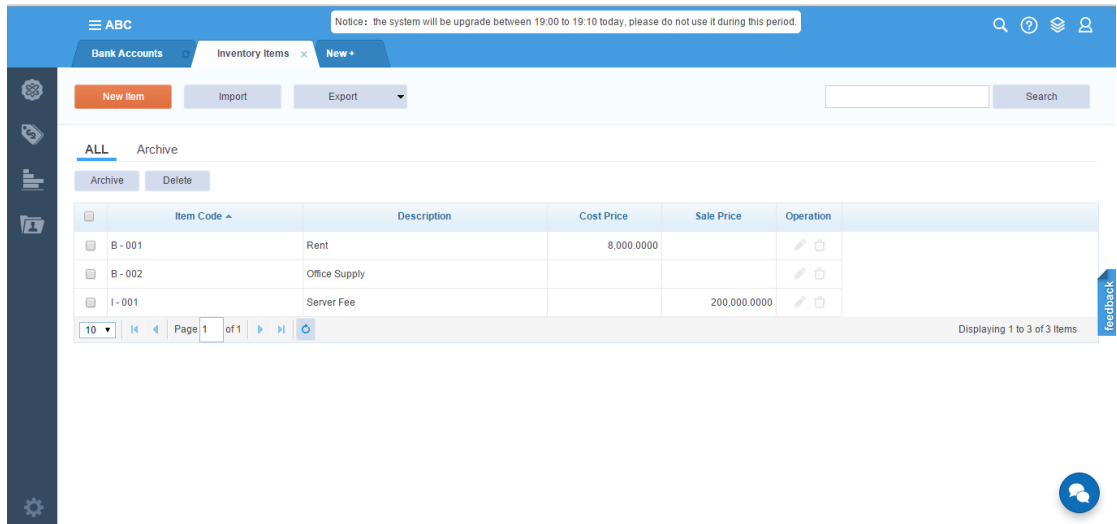 ABC
Notice：the system will be upgrade between 19:00 to 19:10 today, please do not use it during this period.
Bank Accounts Inventory Items × New +
New Item Import Export Search
ALL Archive
Archive Delete
Item Code Description Cost Price Sale Price Operation
B - 001 Rent 8,000.0000
B - 002 Office Supply
I - 001 Server Fee 200,000.0000
10 Page 1 of 1 Displaying 1 to 3 of 3 Items
feedback